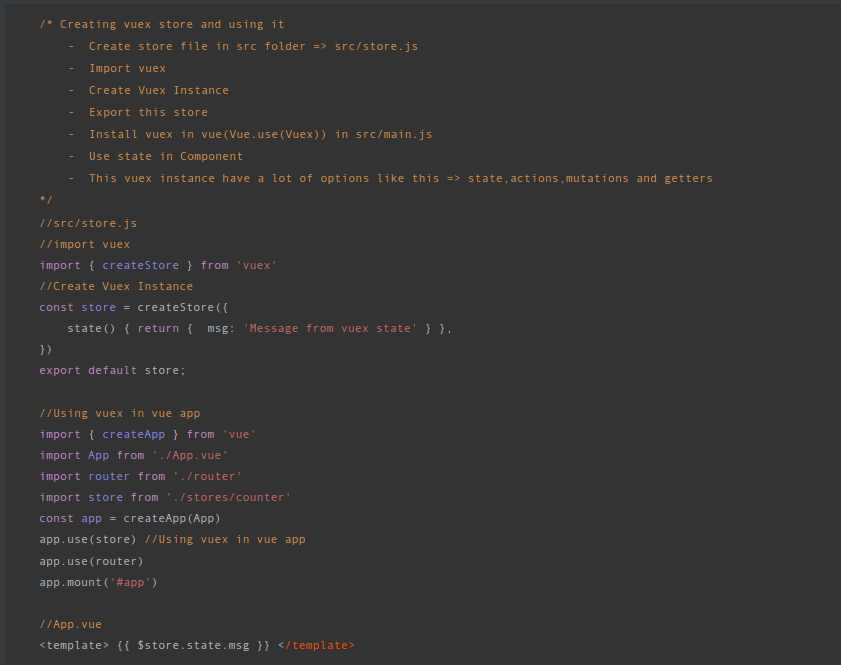 /* Creating vuex store and using it
    -  Create store file in src folder => src/store.js
    -  Import vuex
    -  Create Vuex Instance
    -  Export this store
    -  Install vuex in vue(Vue.use(Vuex)) in src/main.js
    -  Use state in Component
    -  This vuex instance have a lot of options like this => state,actions,mutations and getters
*/
//src/store.js
//import vuex
import { createStore } from 'vuex'
//Create Vuex Instance
const store = createStore({
    state() { return {  msg: 'Message from vuex state' } },
})
export default store;

//Using vuex in vue app
import { createApp } from 'vue'
import App from './App.vue'
import router from './router'
import store from './stores/counter'
const app = createApp(App)
app.use(store) //Using vuex in vue app
app.use(router)
app.mount('#app')

//App.vue
<template> {{ $store.state.msg }} </template>